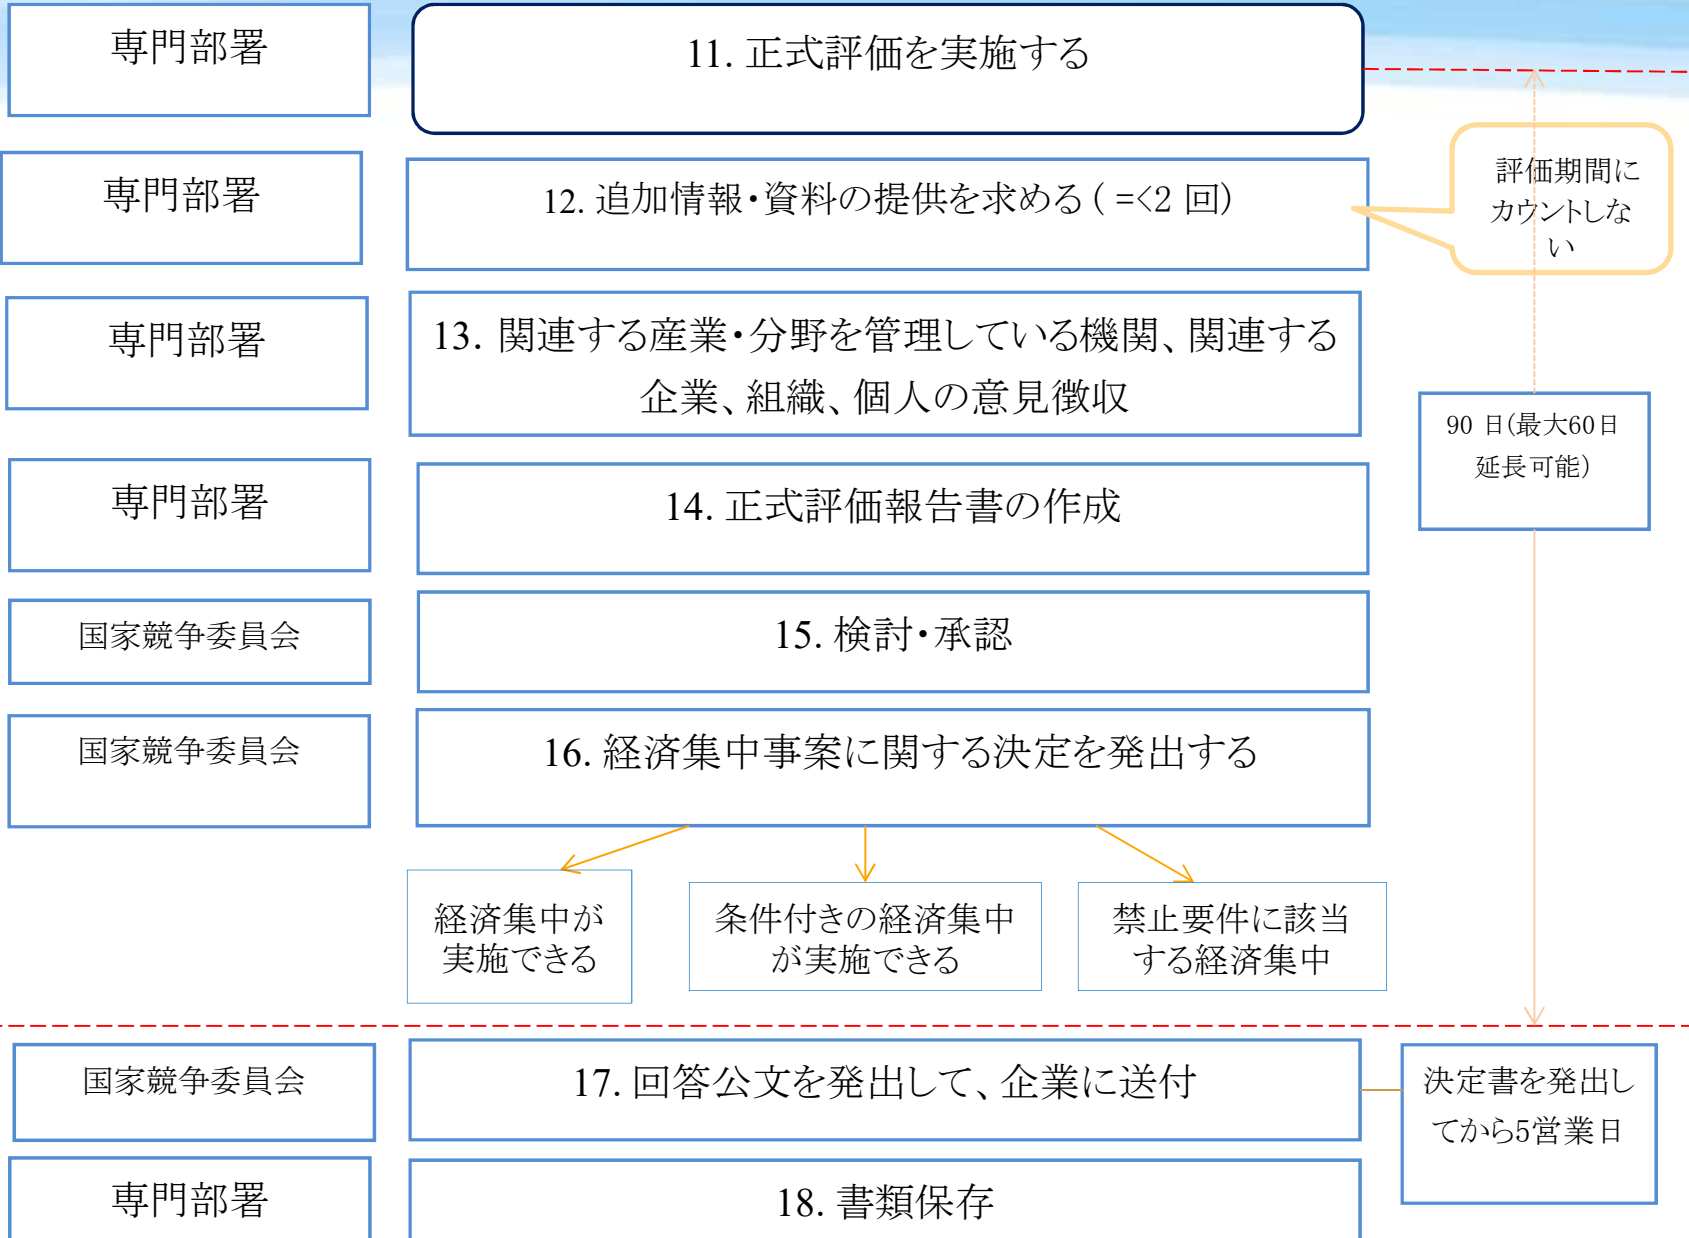 専門部署
11. 正式評価を実施する
専門部署
12. 追加情報・資料の提供を求める ( =<2 回)
評価期間に
カウントしな
い
専門部署
13. 関連する産業・分野を管理している機関、関連する
企業、組織、個人の意見徴収
90 日(最大60日
延長可能)
専門部署
14. 正式評価報告書の作成
国家競争委員会
15. 検討・承認
国家競争委員会
16. 経済集中事案に関する決定を発出する
経済集中が
実施できる
条件付きの経済集中
が実施できる
禁止要件に該当
する経済集中
国家競争委員会
17. 回答公文を発出して、企業に送付
決定書を発出し
てから5営業日
専門部署
18. 書類保存